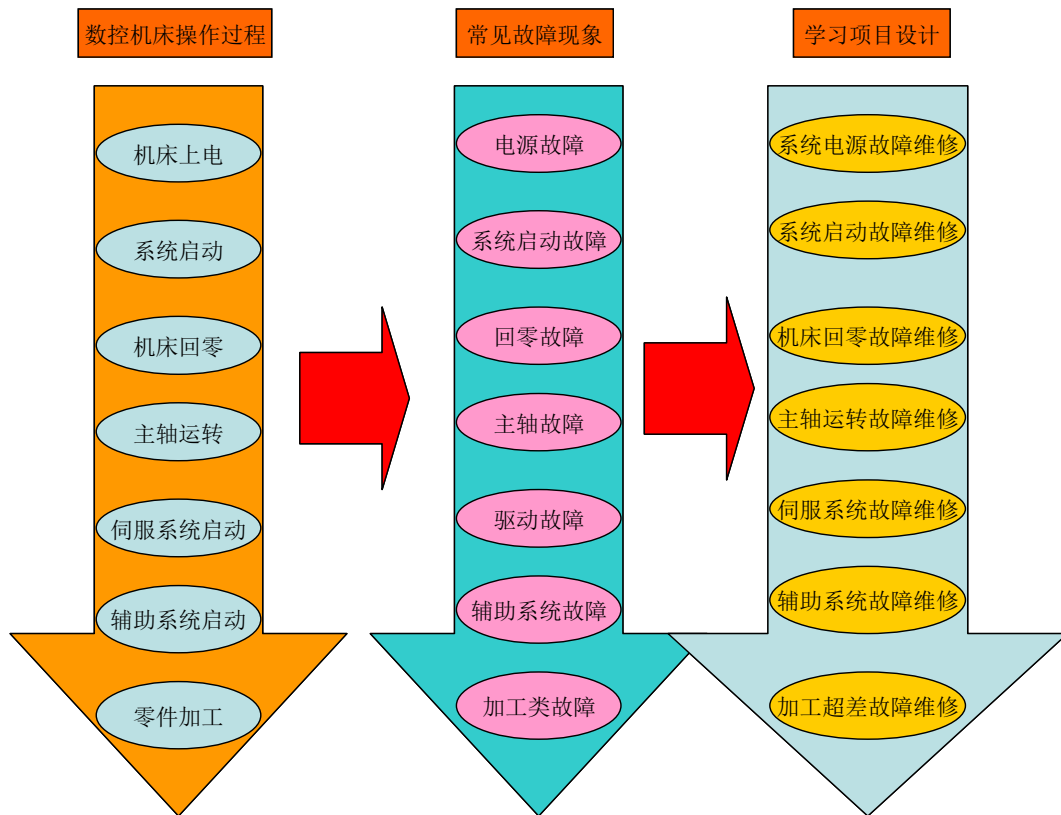 数控机床操作过程
机床上电
系统启动
机床回零
主轴运转
伺服系统启动
辅助系统启动
零件加工
常见故障现象
电源故障
系统启动故障
回零故障
主轴故障
驱动故障
辅助系统故障
加工类故障
学习项目设计
系统电源故障维修
系统启动故障维修
机床回零故障维修
主轴运转故障维修
伺服系统故障维修
辅助系统故障维修
加工超差故障维修